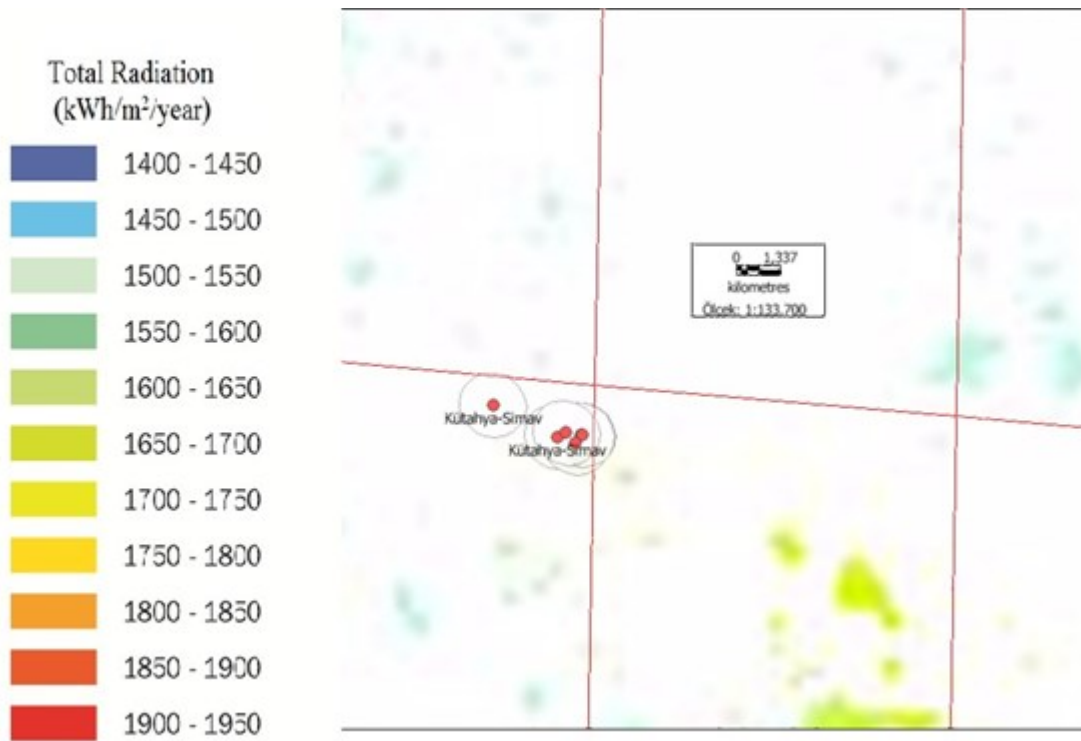 Total Radiation
(kWh/m²/year)
1400 - 1450
1450 - 1500
1500 - 1550
1550 - 1600
1600 - 1650
1650 - 1700
1700 - 1750
1750 - 1800
1800 - 1850
1850 - 1900
1900 - 1950
0 1,337
kilometres
Ölçek: 1:133.700
Kütahya-Simav
Kütahya-Simav